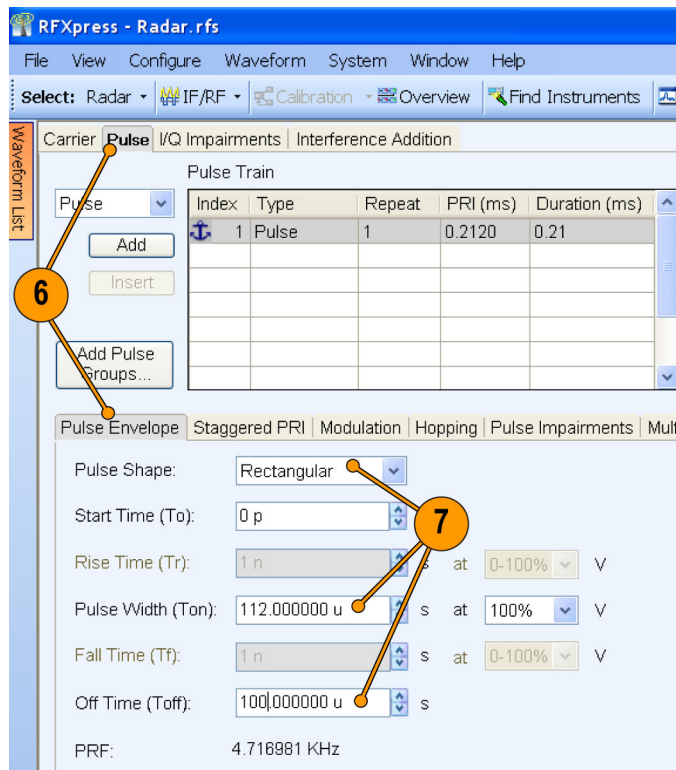 RFXpress - Radar.rfs
File View Configure Waveform System Window Help
Select: Radar IF/RF Calibration Overview Find Instruments
Waveform List
Carrier Pulse I/Q Impairments Interference Addition
Pulse Train
Pulse
Index Type Repeat PRI (ms) Duration (ms)
1 Pulse 1 0.2120 0.21
Add
Insert
6
Add Pulse Groups...
Pulse Envelope Staggered PRI Modulation Hopping Pulse Impairments
Pulse Shape: Rectangular
7
Start Time (To): 0 p
Rise Time (Tr): 1 n s at 0-100% V
Pulse Width (Ton): 112.000000 u s at 100% V
Fall Time (Tf): 1 n s at 0-100% V
Off Time (Toff): 100.000000 u s
PRF: 4.716981 KHz